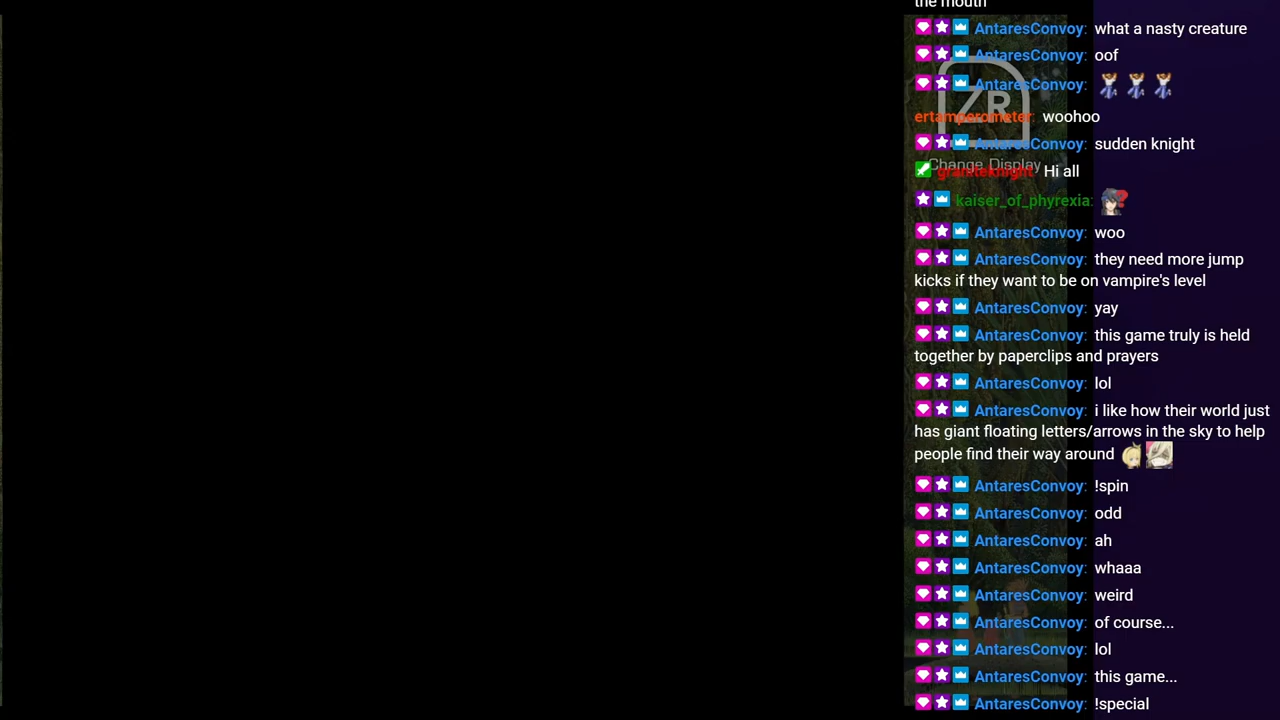 the mouth
AntaresConvoy: what a nasty creature
AntaresConvoy: oof
AntaresConvoy:
ertamporometer: woohoo
AntaresConvoy: sudden knight
ZR
Change Display
graniteknight: Hi all
kaiser_of_phyrexia:
AntaresConvoy: woo
AntaresConvoy: they need more jump
kicks if they want to be on vampire's level
AntaresConvoy: yay
AntaresConvoy: this game truly is held
together by paperclips and prayers
AntaresConvoy: lol
AntaresConvoy: i like how their world just
has giant floating letters/arrows in the sky to help
people find their way around
AntaresConvoy: !spin
AntaresConvoy: odd
AntaresConvoy: ah
AntaresConvoy: whaaa
AntaresConvoy: weird
AntaresConvoy: of course...
AntaresConvoy: lol
AntaresConvoy: this game...
AntaresConvoy: !special